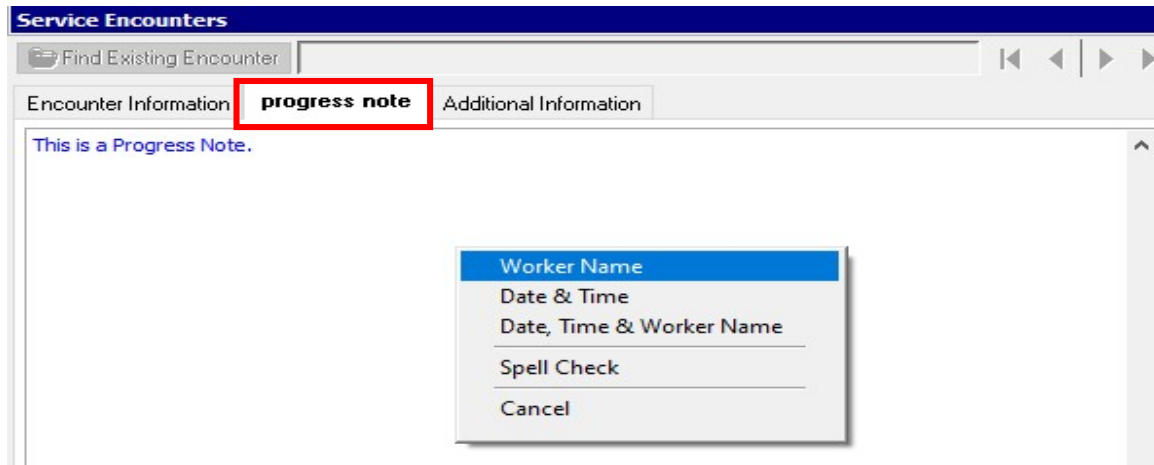 Service Encounters
Find Existing Encounter
Encounter Information progress note Additional Information
This is a Progress Note.
Worker Name
Date & Time
Date, Time & Worker Name
Spell Check
Cancel